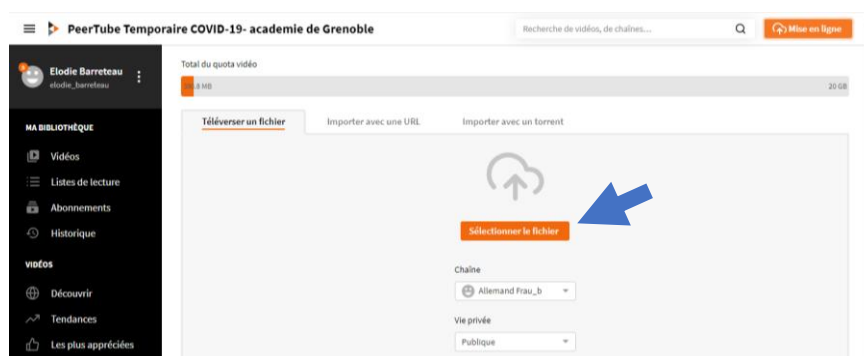 PeerTube Temporaire COVID-19- academie de Grenoble
Recherche de vidéos, de chaînes...
Mise en ligne
Elodie Barreteau
elodie_barreteau
Total du quota vidéo
20 GB
MA BIBLIOTHÈQUE
Téléverser un fichier
Importer avec une URL
Importer avec un torrent
Vidéos
Listes de lecture
Abonnements
Historique
Sélectionner le fichier
VIDÉOS
Chaîne
Découvrir
Allemand Frau_b
Tendances
Vie privée
Les plus appréciées
Publique